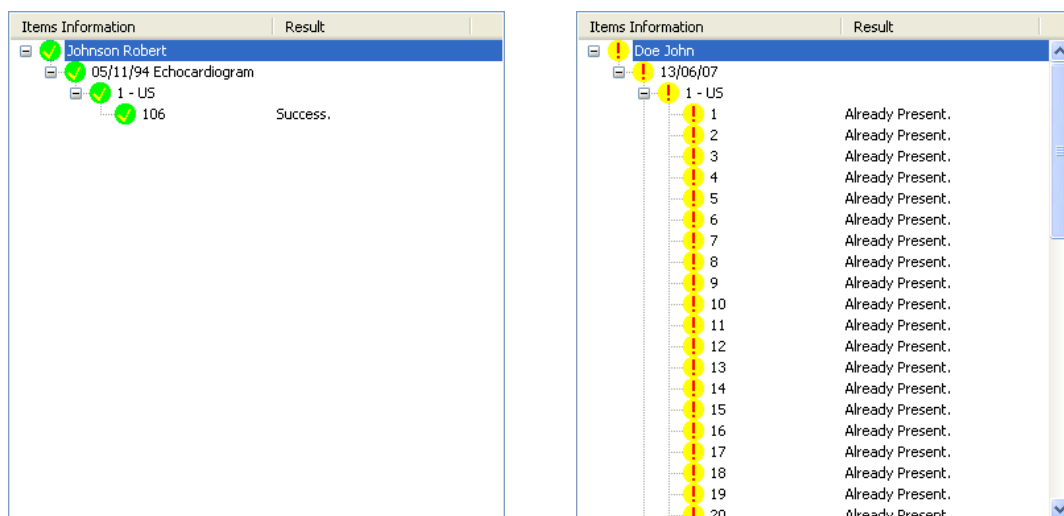 Items Information Result
Johnson Robert
05/11/94 Echocardiogram
1 - US
106 Success.
Items Information Result
Doe John
13/06/07
1 - US
1 Already Present.
2 Already Present.
3 Already Present.
4 Already Present.
5 Already Present.
6 Already Present.
7 Already Present.
8 Already Present.
9 Already Present.
10 Already Present.
11 Already Present.
12 Already Present.
13 Already Present.
14 Already Present.
15 Already Present.
16 Already Present.
17 Already Present.
18 Already Present.
19 Already Present.
20 Already Present.